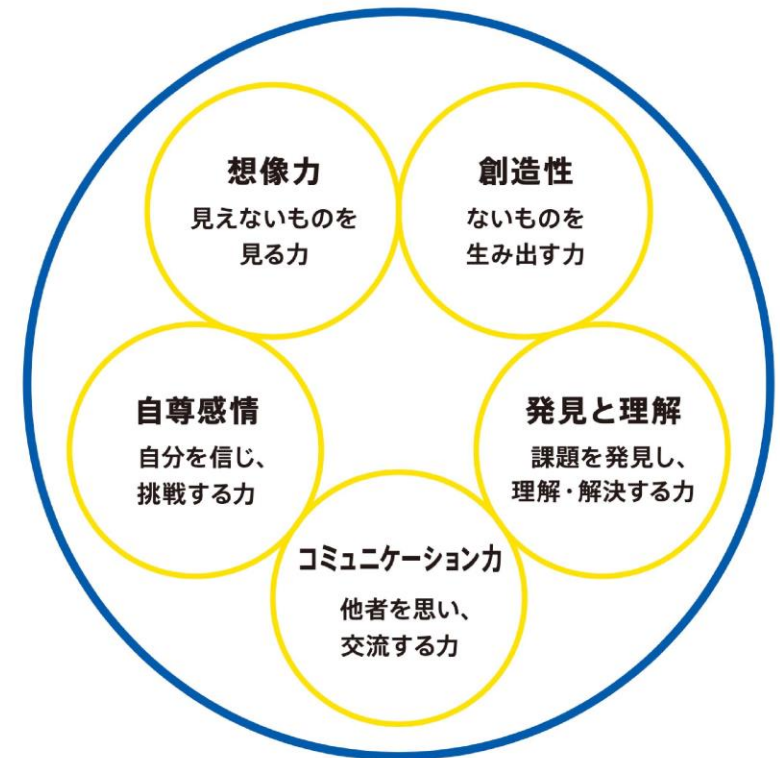 想像力
見えないものを
見る力
創造性
ないものを
生み出す力
自尊感情
自分を信じ、
挑戦する力
発見と理解
課題を発見し、
理解・解決する力
コミュニケーション力
他者を思い、
交流する力